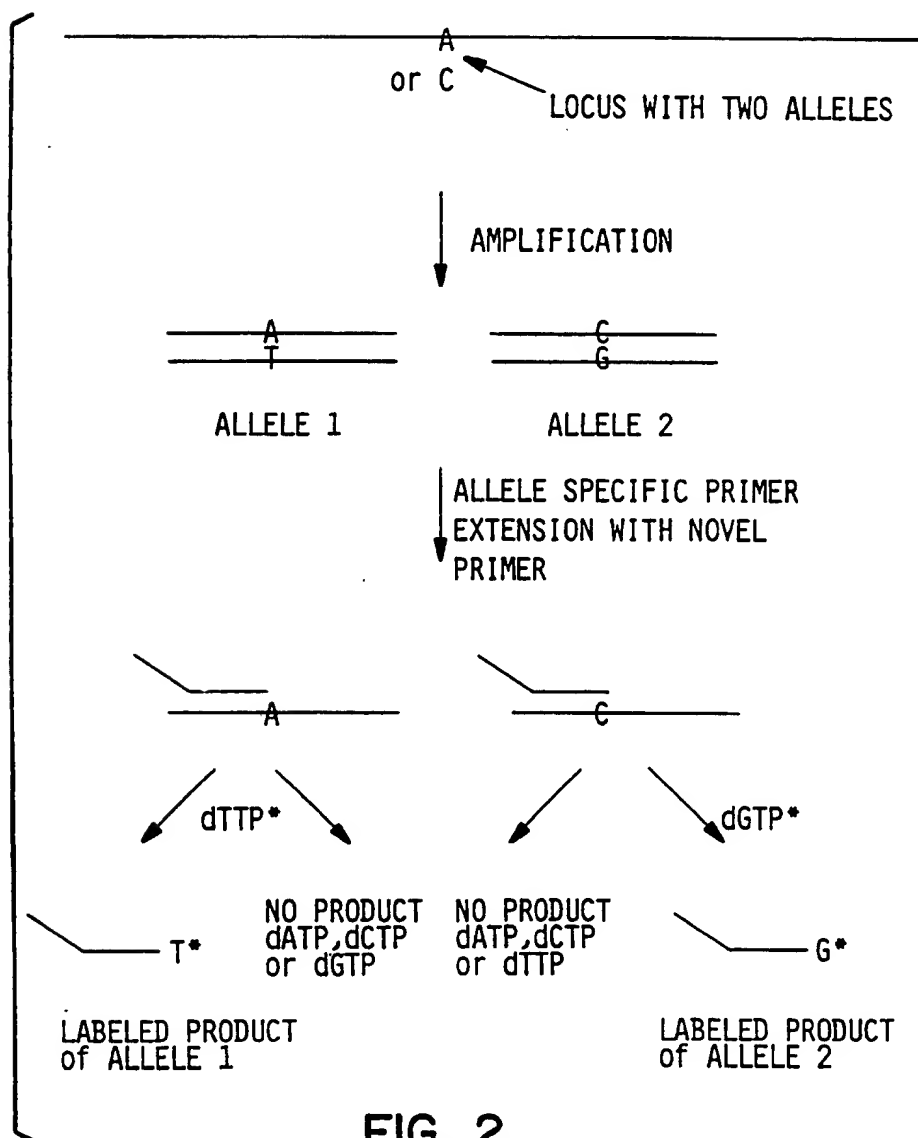 A
or C
LOCUS WITH TWO ALLELES
AMPLIFICATION
A
T
C
G
ALLELE 1
ALLELE 2
ALLELE SPECIFIC PRIMER
EXTENSION WITH NOVEL
PRIMER
A
C
dTTP*
dGTP*
T*
NO PRODUCT
dATP,dCTP
or dGTP
NO PRODUCT
dATP,dCTP
or dTTP
G*
LABELED PRODUCT
of ALLELE 1
LABELED PRODUCT
of ALLELE 2
FIG. 2